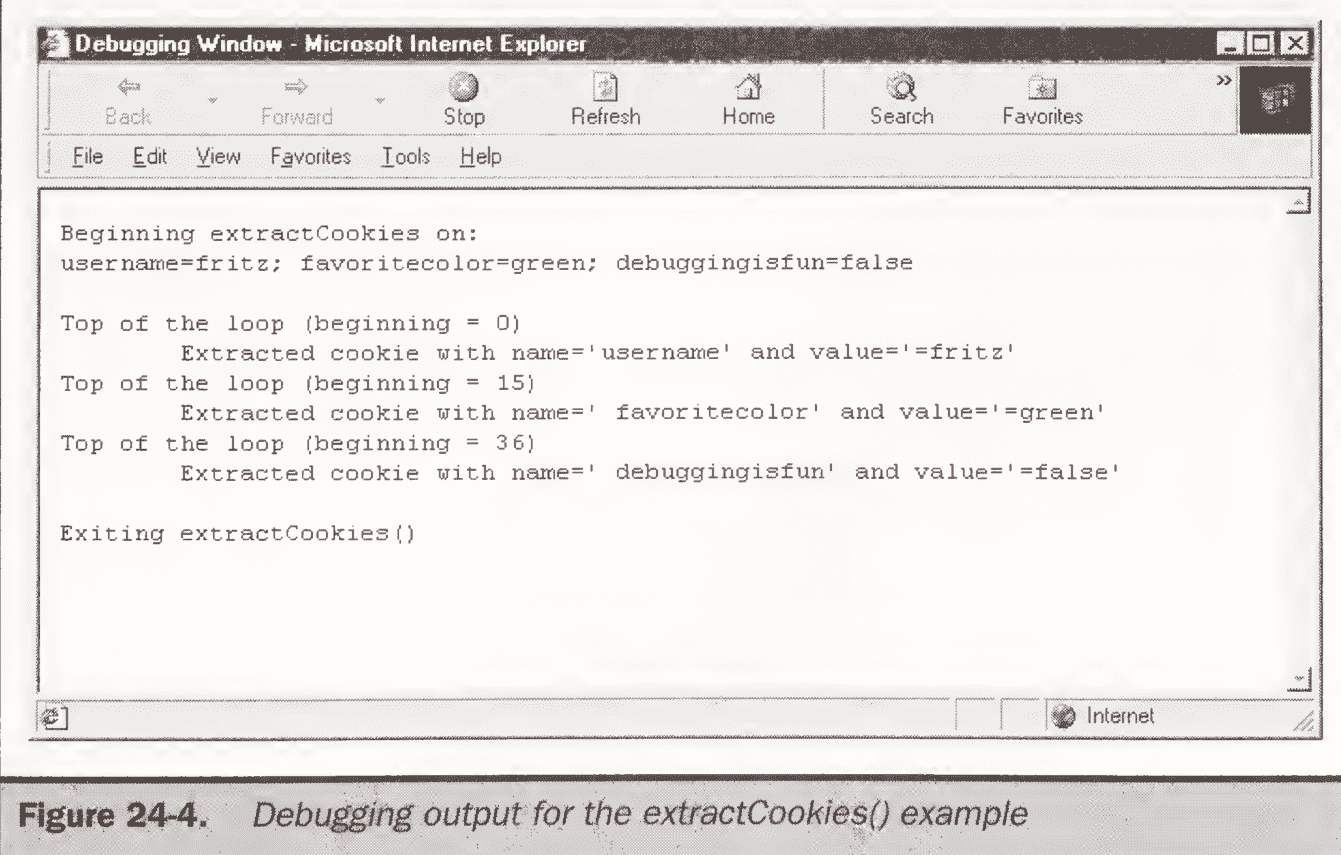 Debugging Window - Microsoft Internet Explorer
Back Forward Stop Refresh Home Search Favorites »
File Edit View Favorites Tools Help
Beginning extractCookies on:
username=fritz; favoritecolor=green; debuggingisfun=false
Top of the loop (beginning = 0)
Extracted cookie with name='username' and value='=fritz'
Top of the loop (beginning = 15)
Extracted cookie with name=' favoritecolor' and value='=green'
Top of the loop (beginning = 36)
Extracted cookie with name=' debuggingisfun' and value='=false'
Exiting extractCookies()
Internet
Figure 24-4. Debugging output for the extractCookies() example